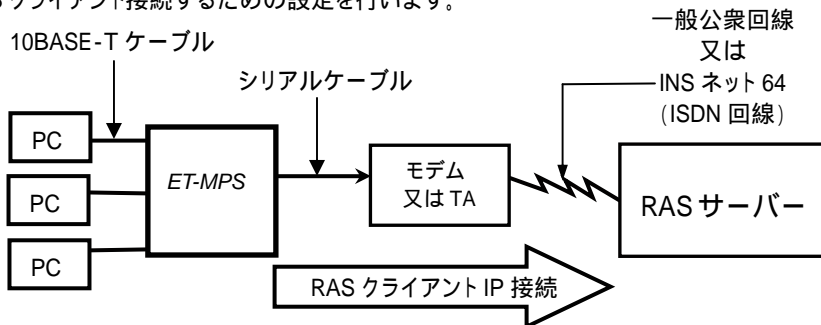 クライアント接続するための設定を行います。
一般公衆回線
又は
INS ネット 64
(ISDN 回線)
10BASE-T ケーブル
シリアルケーブル
PC
PC
PC
ET-MPS
モデム
又は TA
RAS サーバー
RAS クライアント IP 接続